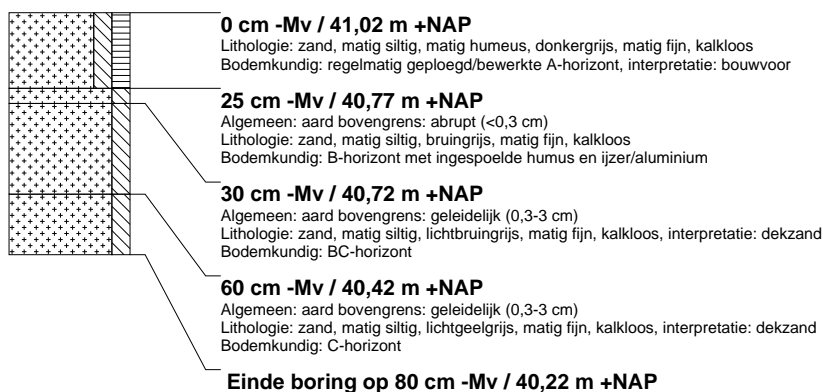 0 cm -Mv / 41,02 m +NAP
Lithologie: zand, matig siltig, matig humeus, donkergrijs, matig fijn, kalkloos
Bodemkundig: regelmatig geploegd/bewerkte A-horizont, interpretatie: bouwvoor
25 cm -Mv / 40,77 m +NAP
Algemeen: aard bovengrens: abrupt (<0,3 cm)
Lithologie: zand, matig siltig, bruingrijs, matig fijn, kalkloos
Bodemkundig: B-horizont met ingespoelde humus en ijzer/aluminium
30 cm -Mv / 40,72 m +NAP
Algemeen: aard bovengrens: geleidelijk (0,3-3 cm)
Lithologie: zand, matig siltig, lichtbruingrijs, matig fijn, kalkloos, interpretatie: dekzand
Bodemkundig: BC-horizont
60 cm -Mv / 40,42 m +NAP
Algemeen: aard bovengrens: geleidelijk (0,3-3 cm)
Lithologie: zand, matig siltig, lichtgeelgrijs, matig fijn, kalkloos, interpretatie: dekzand
Bodemkundig: C-horizont
Einde boring op 80 cm -Mv / 40,22 m +NAP